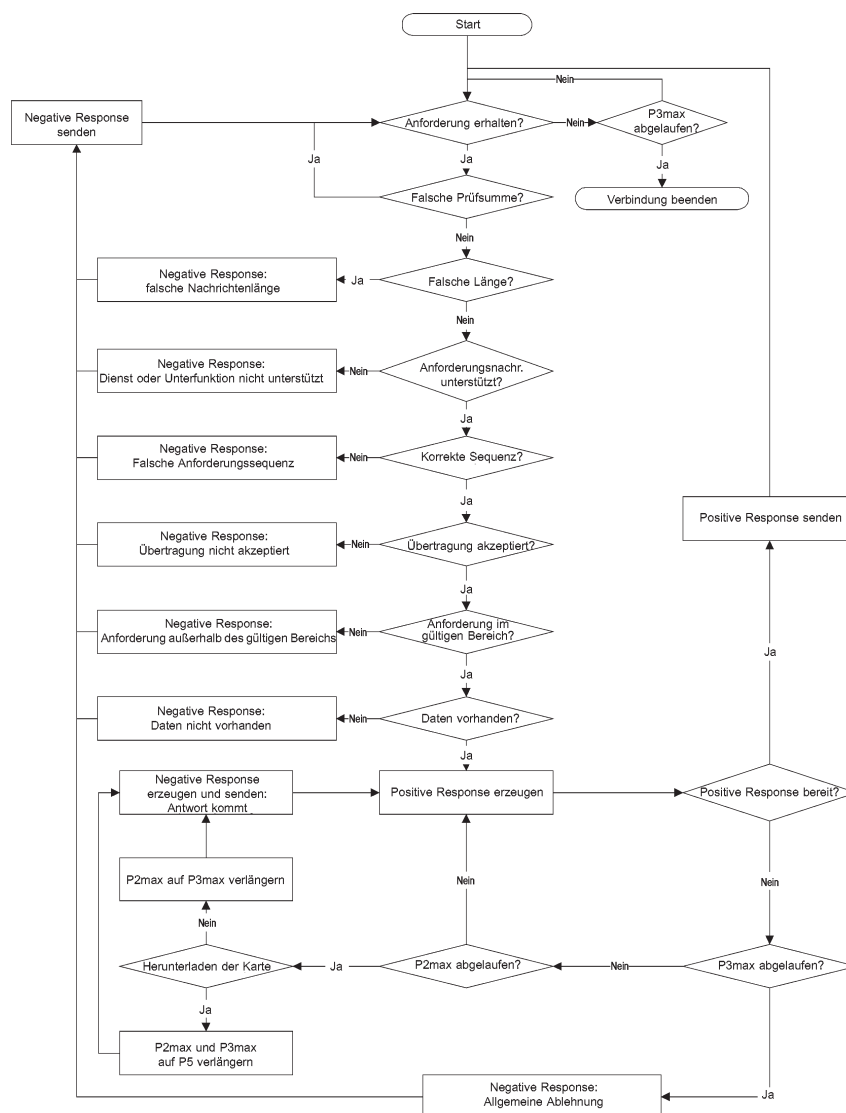 Start
Nein
Negative Response
senden
Anforderung erhalten?
Nein
P3max
abgelaufen?
Ja
Ja
Ja
Falsche Prüfsumme?
Verbindung beenden
Nein
Negative Response:
falsche Nachrichtenlänge
Ja
Falsche Länge?
Nein
Negative Response:
Dienst oder Unterfunktion nicht unterstützt
Nein
Anforderungsnachr.
unterstützt?
Ja
Negative Response:
Falsche Anforderungssequenz
Nein
Korrekte Sequenz?
Ja
Positive Response senden
Negative Response:
Übertragung nicht akzeptiert
Nein
Übertragung akzeptiert?
Ja
Negative Response:
Anforderung außerhalb des gültigen Bereichs
Nein
Anforderung im
gültigen Bereich?
Ja
Ja
Negative Response:
Daten nicht vorhanden
Nein
Daten vorhanden?
Ja
Negative Response
erzeugen und senden:
Antwort kommt
Positive Response erzeugen
Positive Response bereit?
P2max auf P3max verlängern
Nein
Nein
Nein
Herunterladen der Karte
Ja
P2max abgelaufen?
Nein
P3max abgelaufen?
Ja
P2max und P3max
auf P5 verlängern
Negative Response:
Allgemeine Ablehnung
Ja